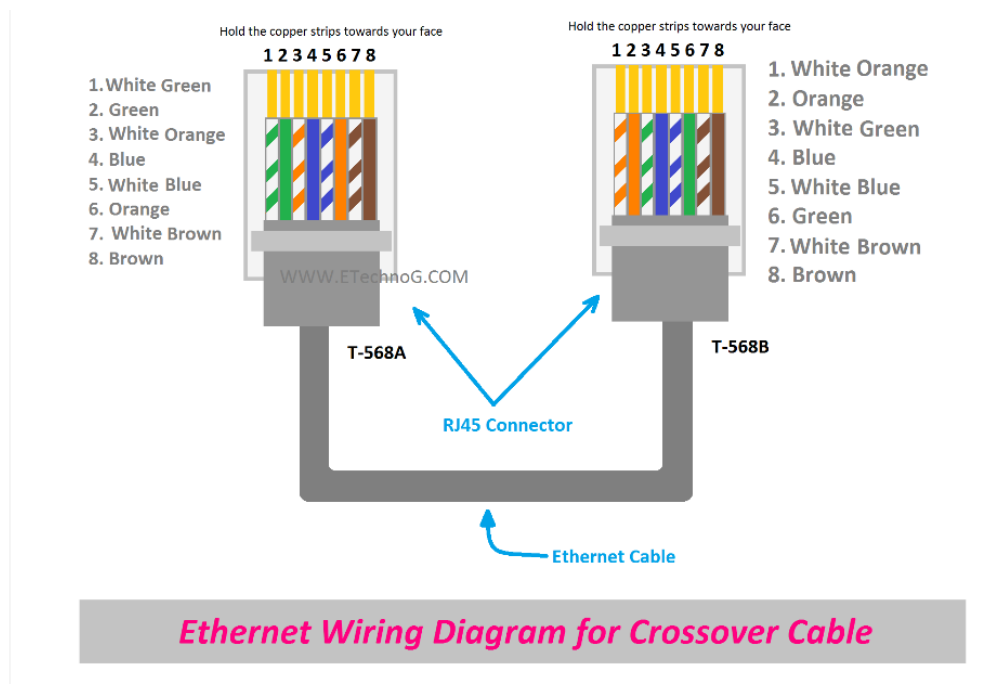 Hold the copper strips towards your face
1 2 3 4 5 6 7 8
1. White Green
2. Green
3. White Orange
4. Blue
5. White Blue
6. Orange
7. White Brown
8. Brown
WWW.ETechnoG.COM
T-568A
Hold the copper strips towards your face
1 2 3 4 5 6 7 8
1. White Orange
2. Orange
3. White Green
4. Blue
5. White Blue
6. Green
7. White Brown
8. Brown
T-568B
RJ45 Connector
Ethernet Cable
Ethernet Wiring Diagram for Crossover Cable